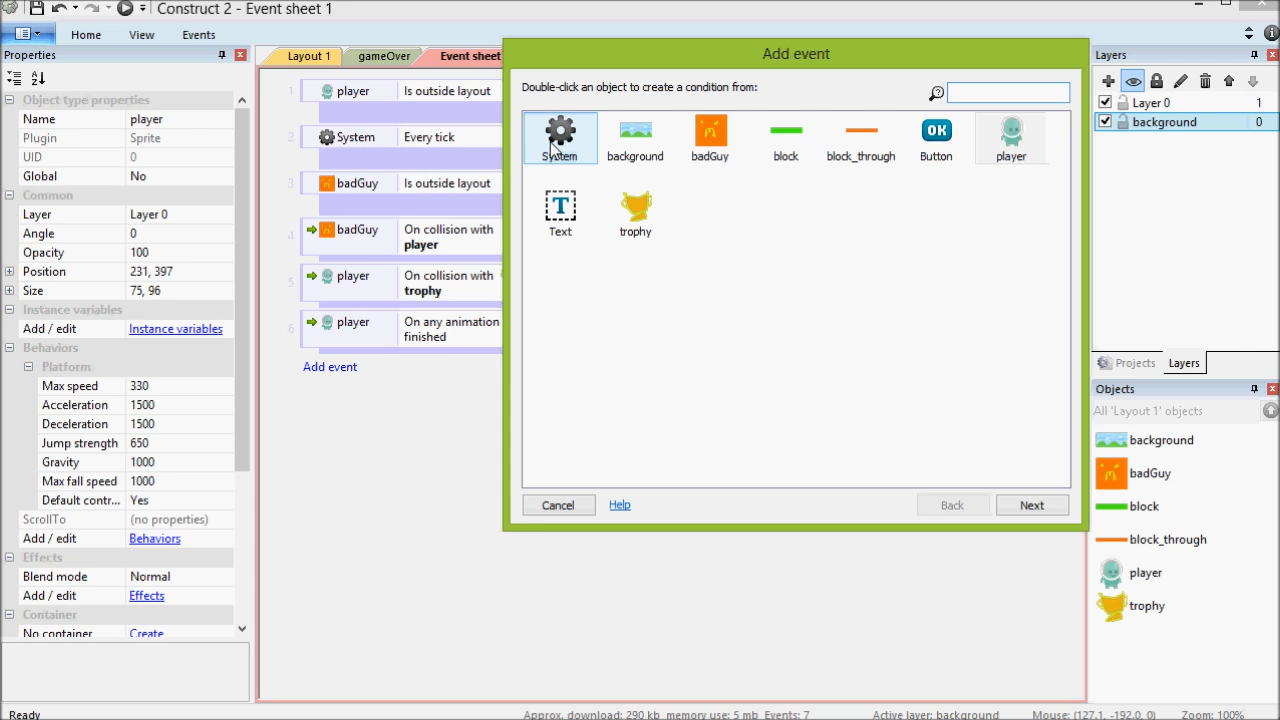 Construct 2 - Event sheet 1
Home View Events
Properties
Object type properties
Name player
Plugin Sprite
UID 0
Global No
Common
Layer Layer 0
Angle 0
Opacity 100
Position 231, 397
Size 75, 96
Instance variables
Add / edit Instance variables
Behaviors
Platform
Max speed 330
Acceleration 1500
Deceleration 1500
Jump strength 650
Gravity 1000
Max fall speed 1000
Default contr... Yes
ScrollTo (no properties)
Add / edit Behaviors
Effects
Blend mode Normal
Add / edit Effects
Container
No container Create
Ready
Layout 1 gameOver Event sheet
1 player Is outside layout
2 System Every tick
3 badGuy Is outside layout
4 badGuy On collision with
player
5 player On collision with
trophy
6 player On any animation
finished
Add event
Add event
Double-click an object to create a condition from:
System background badGuy block block_through Button player
OK
T
Text trophy
Cancel Help Back Next
Layers
Layer 0 1
background 0
Projects Layers
Objects
All 'Layout 1' objects
background
badGuy
block
block_through
player
trophy
Approx. download: 290 kb memory use: 5 mb Events: 7 Active layer: background Mouse: (127.1, -192.0, 0) Zoom: 100%